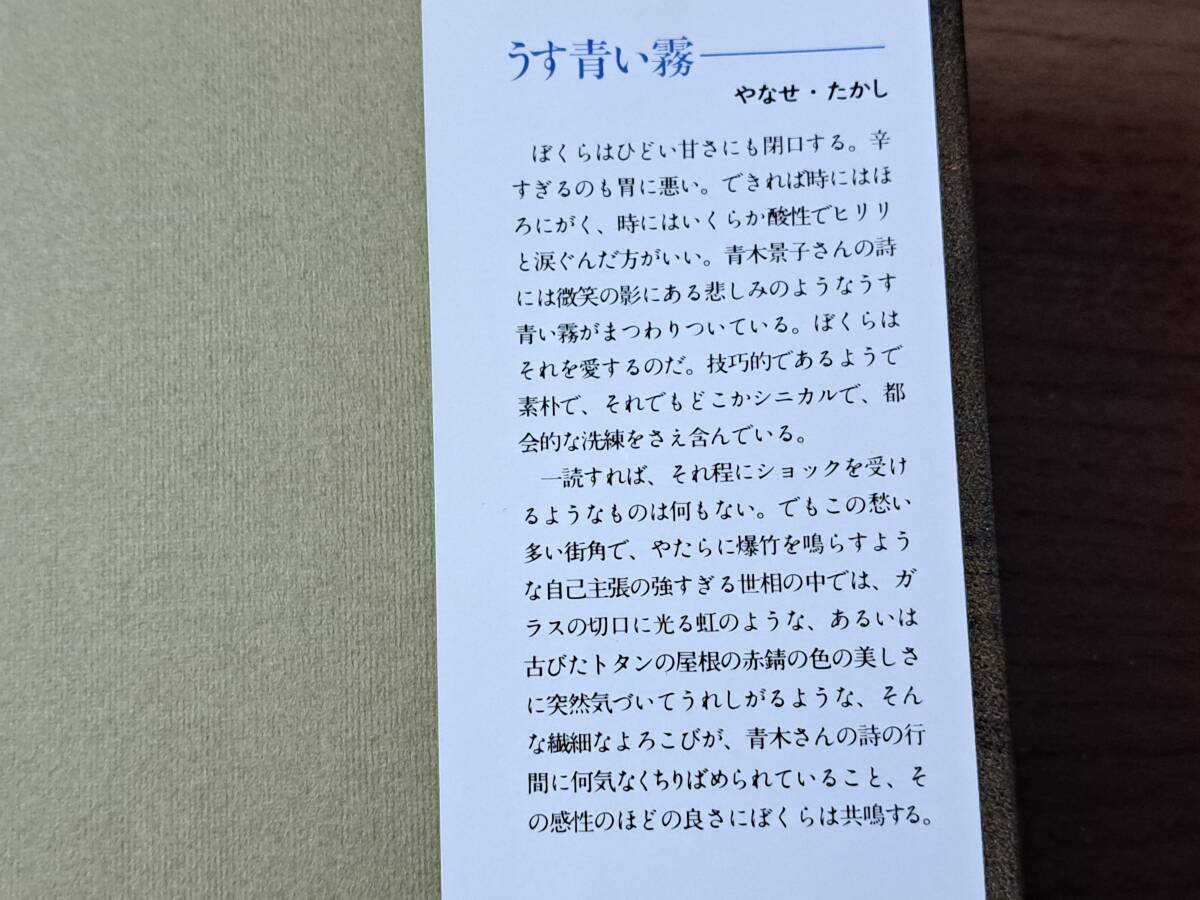 うす青い霧
やなせ・たかし
ぼくらはひどい甘さにも閉口する。辛
すぎるのも胃に悪い。できれば時にはほ
ろにがく、時にはいくらか酸性でヒリリ
と涙ぐんだ方がいい。青木景子さんの詩
には微笑の影にある悲しみのようなうす
青い霧がまつわりついている。ぼくらは
それを愛するのだ。技巧的であるようで
素朴で、それでもどこかシニカルで、都
会的な洗練をさえ含んでいる。
一読すれば、それ程にショックを受け
るようなものは何もない。でもこの愁い
多い街角で、やたらに爆竹を鳴らすよう
な自己主張の強すぎる世相の中では、ガ
ラスの切口に光る虹のような、あるいは
古びたトタンの屋根の赤錆の色の美しさ
に突然気づいてうれしがるような、そん
な繊細なよろこびが、青木さんの詩の行
間に何気なくちりばめられていること、そ
の感性のほどの良さにぼくらは共鳴する。